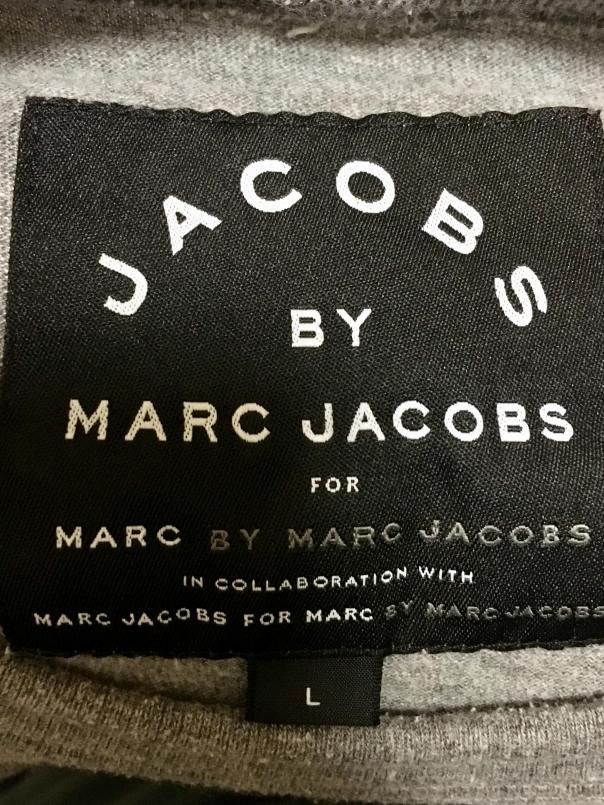 JACOBS
BY
MARC JACOBS
FOR
MARC BY MARC JACOBS
IN COLLABORATION WITH
MARC JACOBS FOR MARC BY MARC JACOBS
L